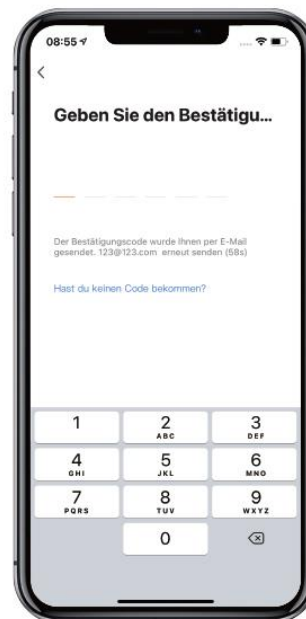 08:55
Geben Sie den Bestätigu...
Der Bestätigungscode wurde Ihnen per E-Mail
gesendet. 123@123.com erneut senden (58s)
Hast du keinen Code bekommen?
1 2 3
ABC DEF
4 5 6
GHI JKL MNO
7 8 9
PQRS TUV WXYZ
0